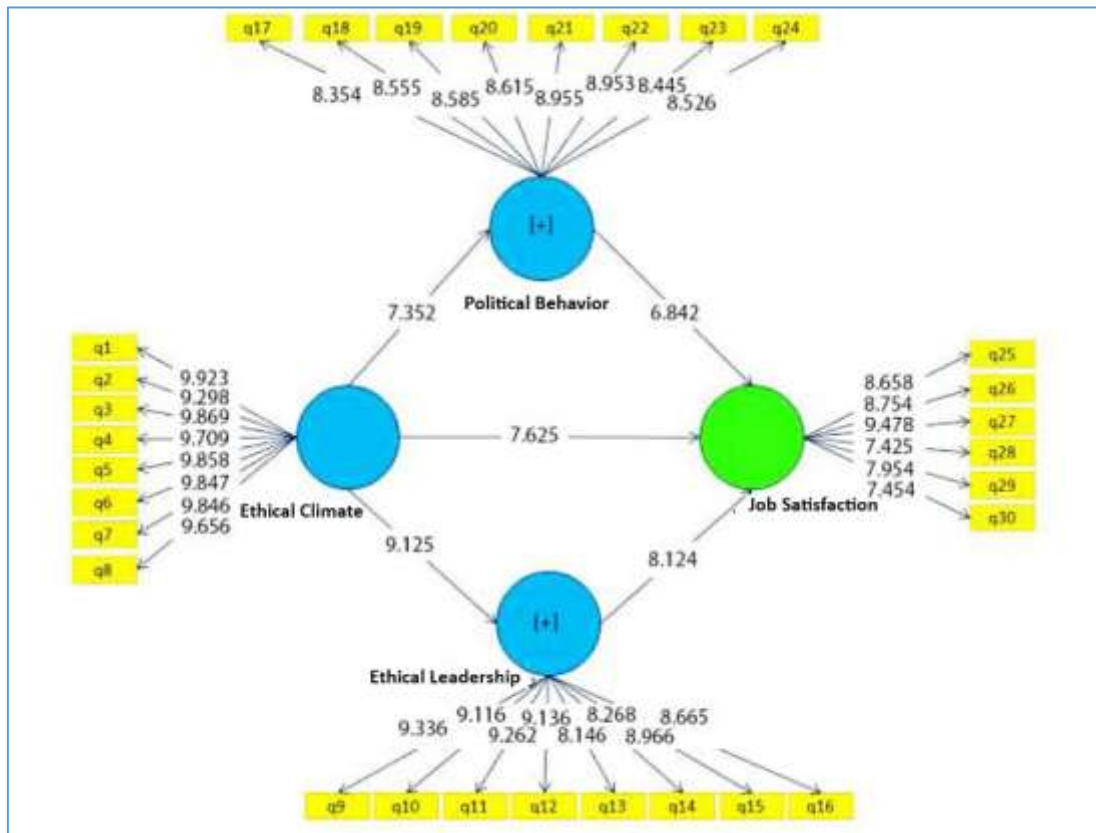 q17 q18 q19 q20 q21 q22 q23 q24
8.354 8.555 8.585 8.615 8.955 8.953 8.445 8.526
[+]
Political Behavior
7.352
6.842
q1
q2
q3
q4
q5
q6
q7
q8
9.923
9.298
9.869
9.709
9.858
9.847
9.846
9.656
Ethical Climate
7.625
8.658
8.754
9.478
7.425
7.954
7.454
q25
q26
q27
q28
q29
q30
Job Satisfaction
9.125
8.124
[+]
Ethical Leadership
9.336 9.116 9.262 9.136 8.146 8.268 8.966 8.665
q9 q10 q11 q12 q13 q14 q15 q16